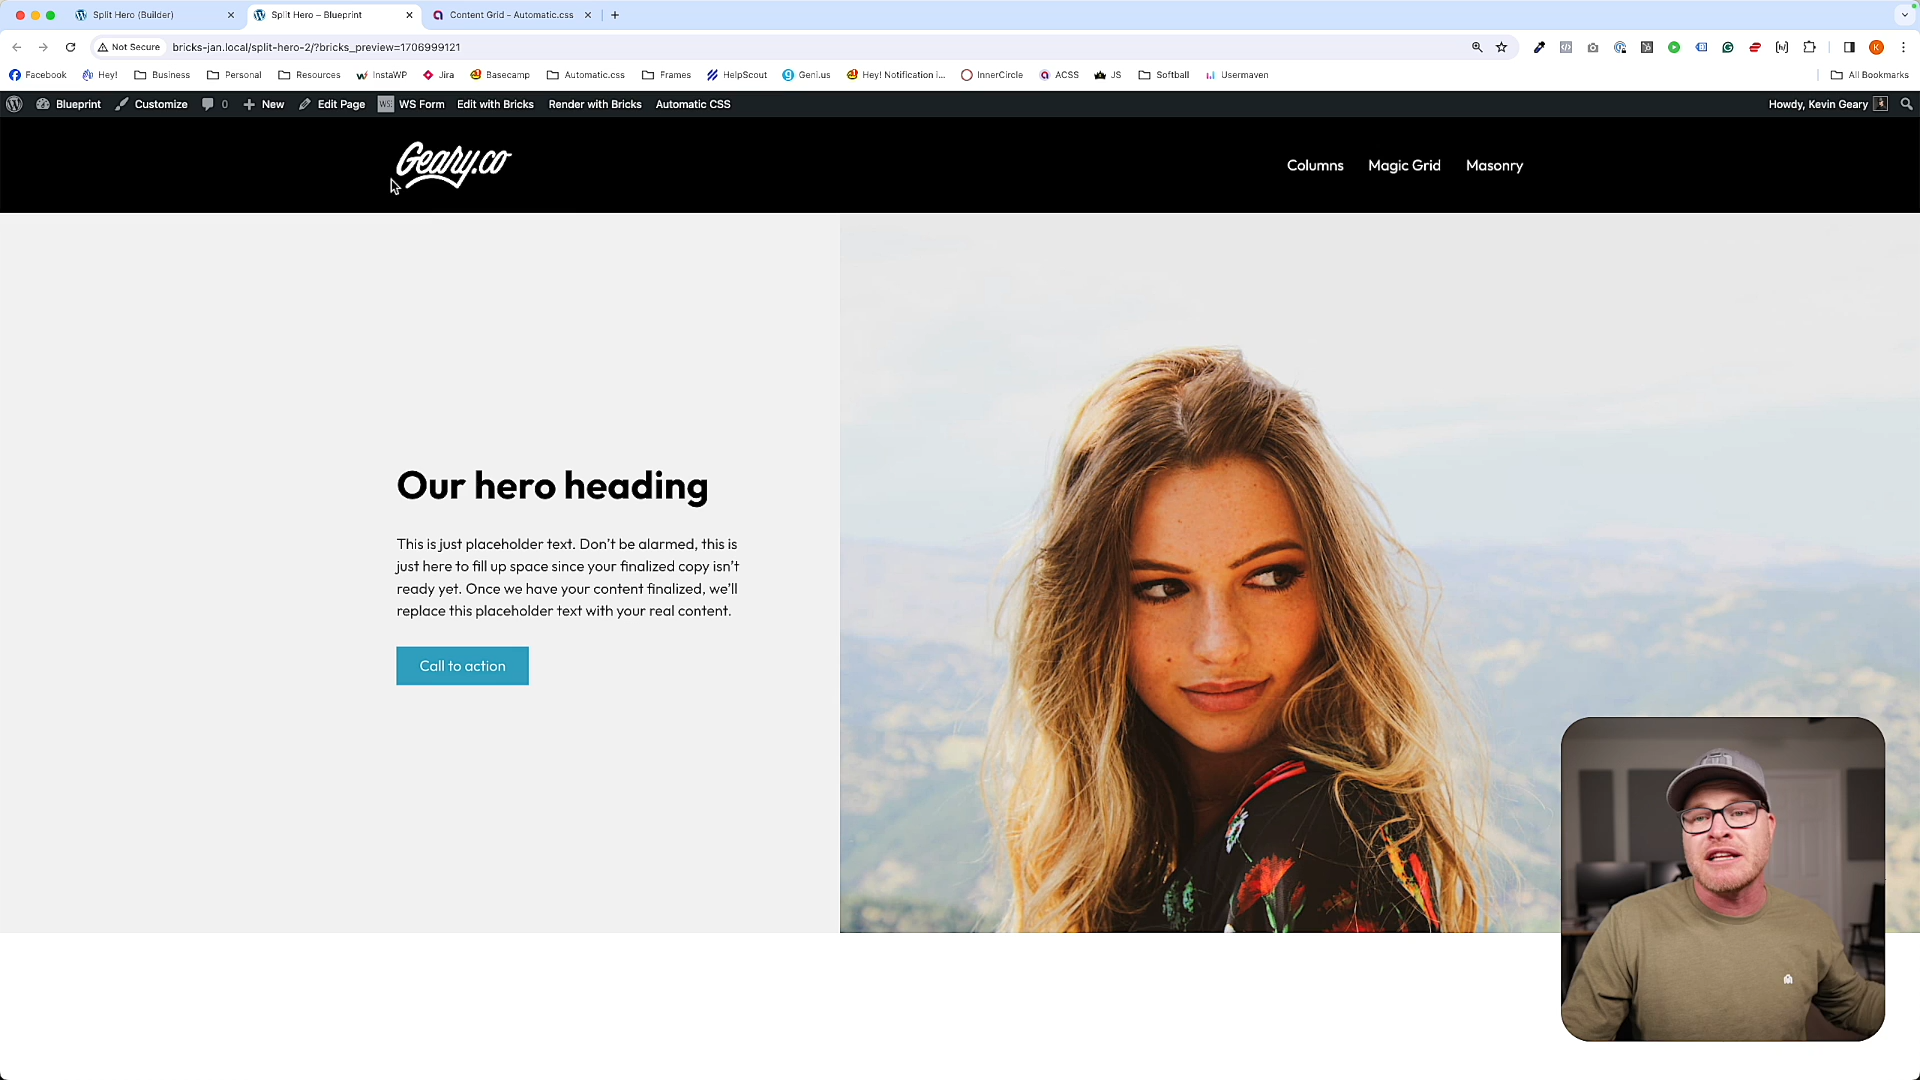 Split Hero (Builder)
Split Hero – Blueprint
Content Grid - Automatic.css
Not Secure
bricks-jan.local/split-hero-2/?bricks_preview=1706999121
Facebook
Hey!
Business
Personal
Resources
InstaWP
Jira
Basecamp
Automatic.css
Frames
HelpScout
Geni.us
Hey! Notification i...
InnerCircle
ACSS
JS
Softball
Usermaven
All Bookmarks
Blueprint
Customize
0
New
Edit Page
WS Form
Edit with Bricks
Render with Bricks
Automatic CSS
Howdy, Kevin Geary
Geary.co
Columns
Magic Grid
Masonry
Our hero heading
This is just placeholder text. Don’t be alarmed, this is
just here to fill up space since your finalized copy isn’t
ready yet. Once we have your content finalized, we’ll
replace this placeholder text with your real content.
Call to action